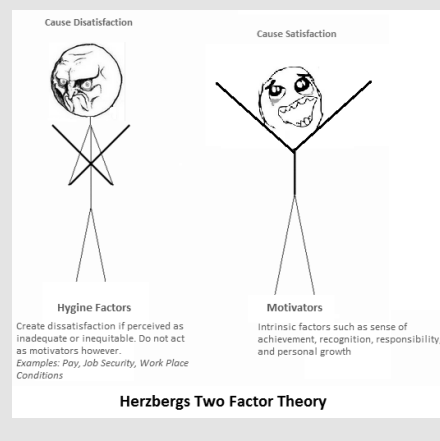 Cause Disatisfaction
Cause Satisfaction
Hygine Factors
Create dissatisfaction if perceived as
inadequate or inequitable. Do not act
as motivators however.
Examples: Pay, Job Security, Work Place
Conditions
Motivators
Intrinsic factors such as sense of
achievement, recognition, responsibility,
and personal growth
Herzbergs Two Factor Theory